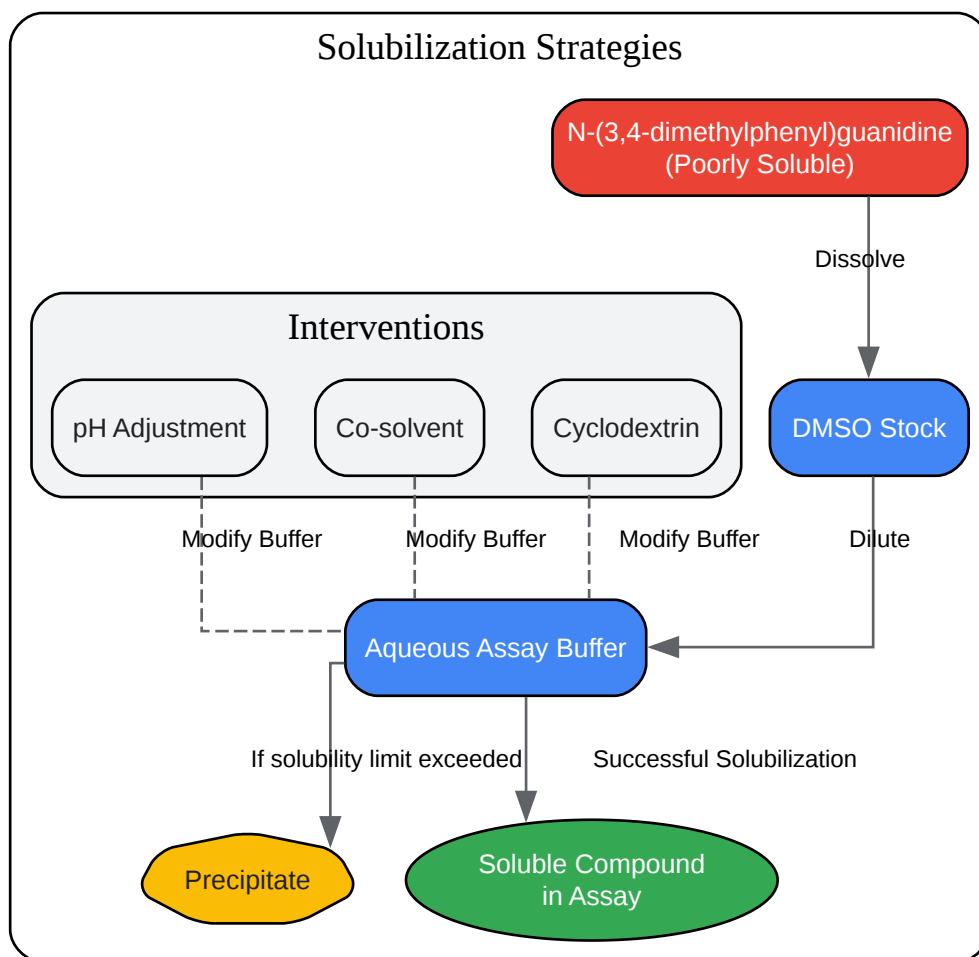 Solubilization Strategies
N-(3,4-dimethylphenyl)guanidine
(Poorly Soluble)
Dissolve
Interventions
pH Adjustment
Co-solvent
Cyclodextrin
DMSO Stock
Modify Buffer
Modify Buffer
Modify Buffer
Dilute
Aqueous Assay Buffer
If solubility limit exceeded
Successful Solubilization
Precipitate
Soluble Compound
in Assay